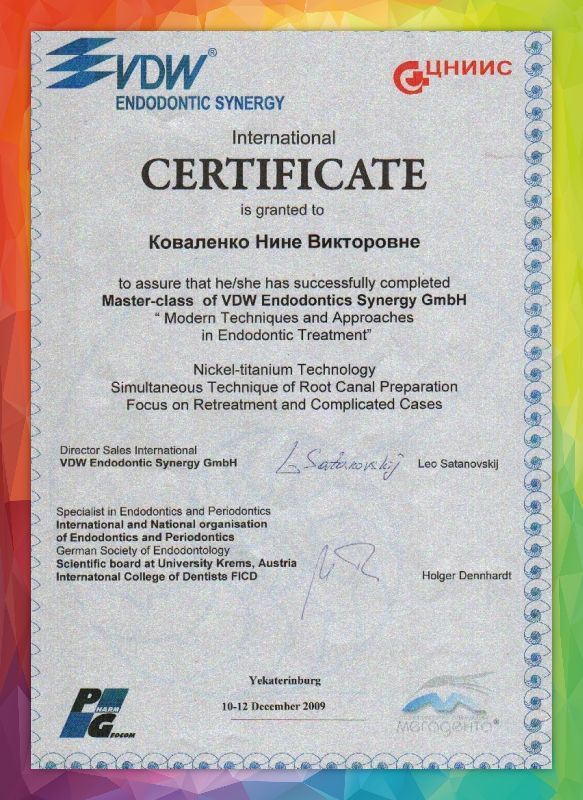 VDW®
ENDODONTIC SYNERGY
ЦНИИС
International
CERTIFICATE
is granted to
Коваленко Нине Викторовне
to assure that he/she has successfully completed
Master-class of VDW Endodontics Synergy GmbH
“ Modern Techniques and Approaches
in Endodontic Treatment”
Nickel-titanium Technology
Simultaneous Technique of Root Canal Preparation
Focus on Retreatment and Complicated Cases
Director Sales International
VDW Endodontic Synergy GmbH
L Satanovskij
Leo Satanovskij
Specialist in Endodontics and Periodontics
International and National organisation
of Endodontics and Periodontics
German Society of Endodontology
Scientific board at University Krems, Austria
Internatonal College of Dentists FICD
Holger Dennhardt
Yekaterinburg
10-12 December 2009
PHARM
GEOCOM
мегадента®